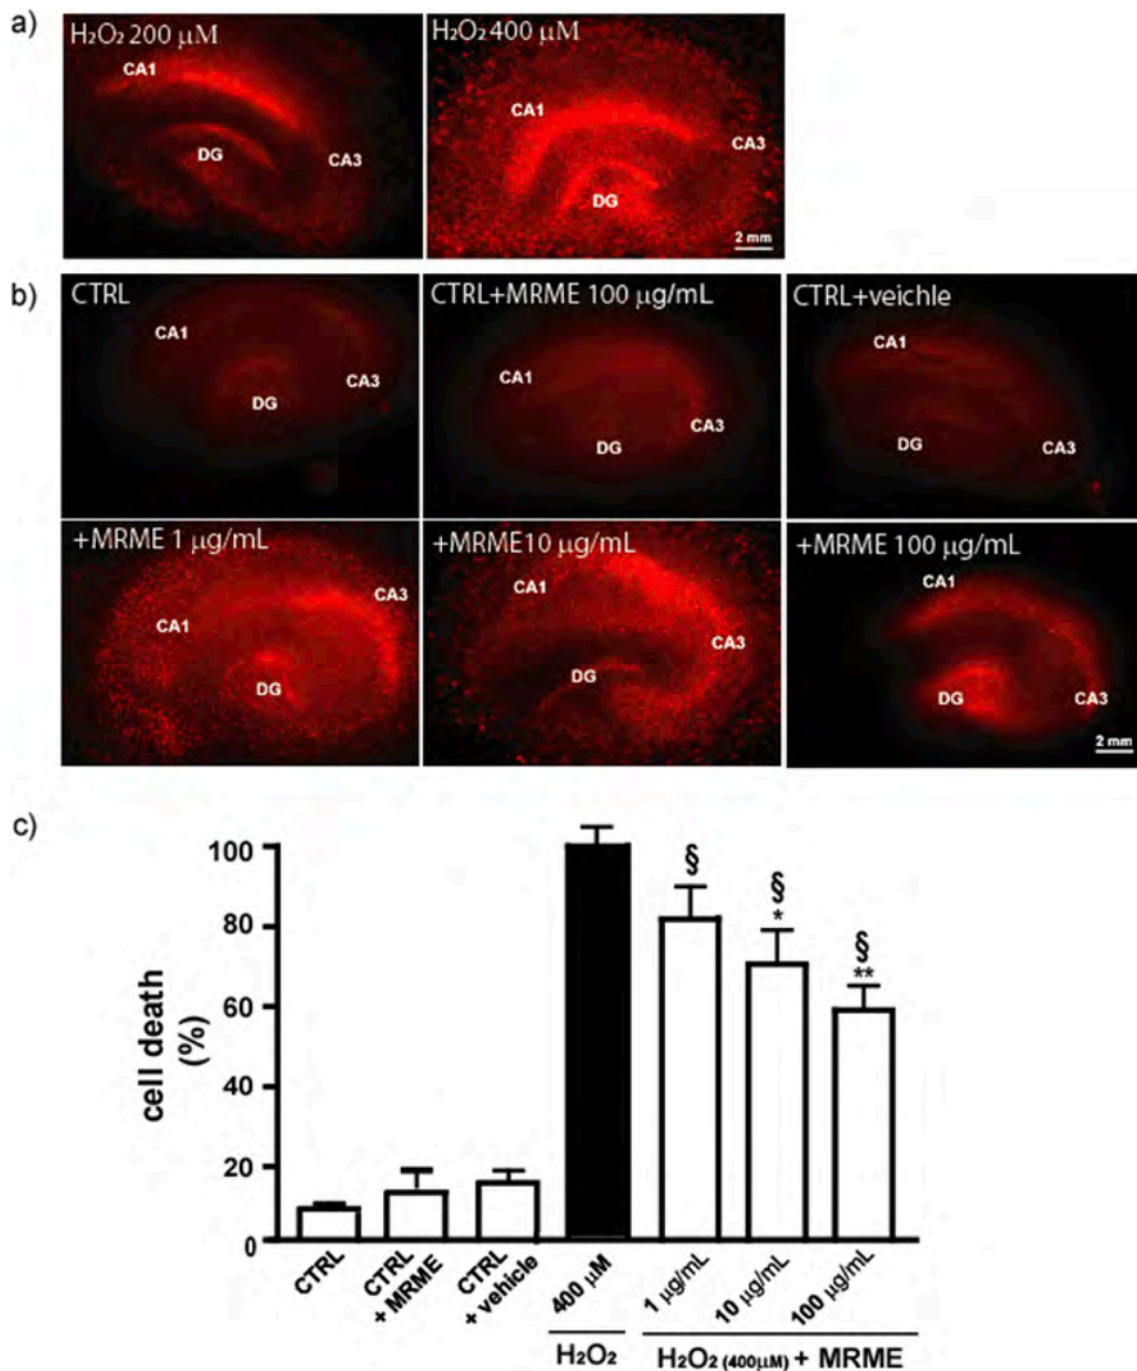 a)
H₂O₂ 200 μM
CA1
DG
CA3
H₂O₂ 400 μM
CA1
CA3
DG
2 mm
b)
CTRL
CA1
CA3
DG
CTRL+MRME 100 μg/mL
CA1
CA3
DG
CTRL+veichle
CA1
DG
CA3
+MRME 1 μg/mL
CA3
CA1
DG
+MRME10 μg/mL
CA1
CA3
DG
+MRME 100 μg/mL
CA1
DG
CA3
2 mm
c)
cell death
(%)
100
80
60
40
20
0
§
§
*
§
**
CTRL
CTRL
+ MRME
CTRL
+ vehicle
400 μM
1 μg/mL
10 μg/mL
100 μg/mL
H₂O₂
H₂O₂ (400μM) + MRME